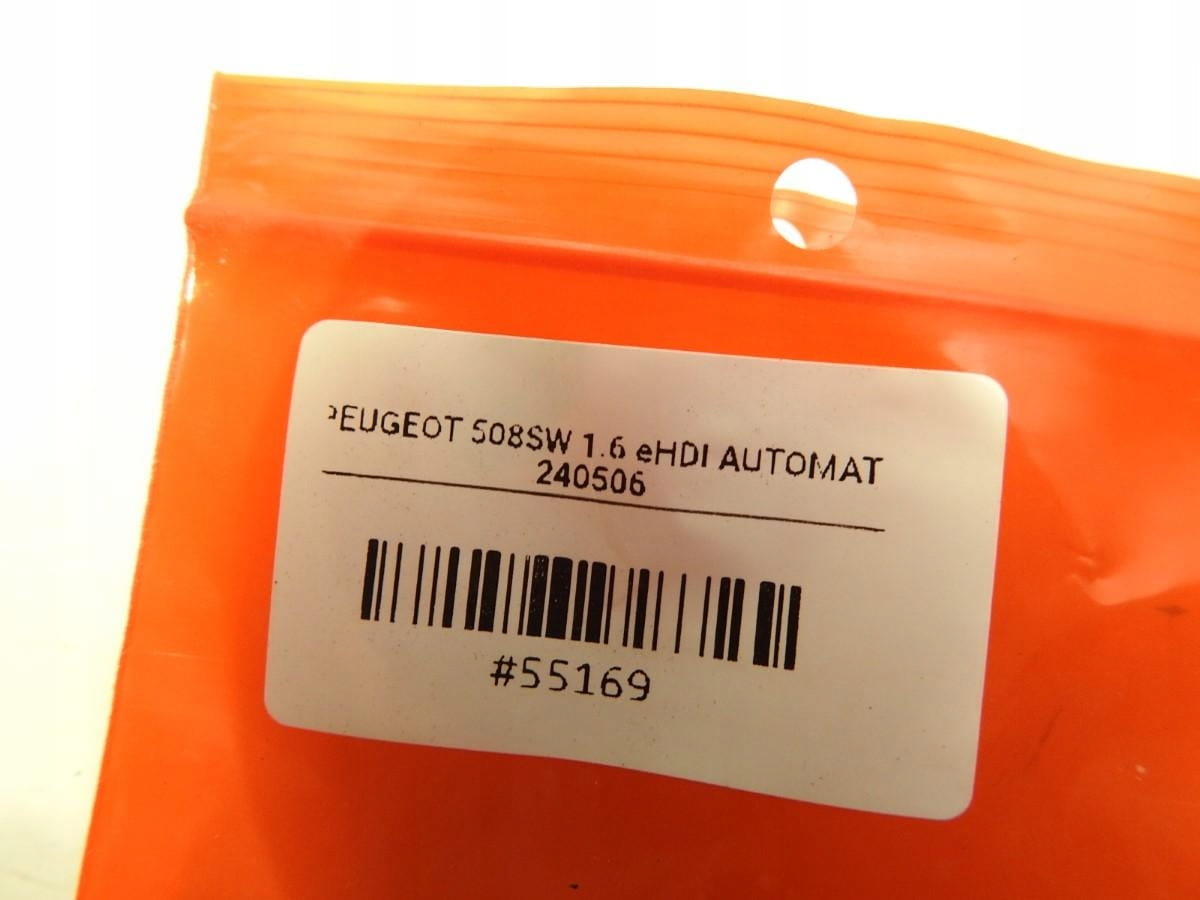 PEUGEOT 508SW 1.6 eHDI AUTOMAT
240506
#55169